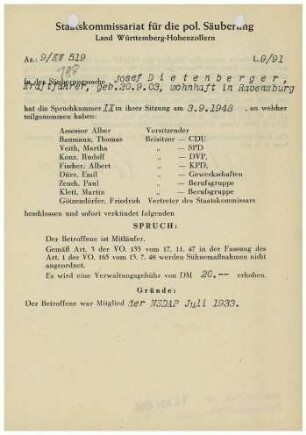 Staatskommissariat für die pol. Säuberung
Land Württemberg-Hohenzollern
Az.: 9/XV 519
L.9/91
188
in der Säuberungssache Josef Dietenberger,
Kraftfahrer, geb.20.9.03, wohnhaft in Ravensburg
hat die Spruchkammer II in ihrer Sitzung am 3.9.1948 , an welcher
teilgenommen haben:
Assessor Alber Vorsitzender
Baumann, Thomas Beisitzer — CDU
Veith, Martha „ — SPD
Konz, Rudolf „ — DVP,
Fischer, Albert „ — KPD,
Dürr, Emil „ — Gewerkschaften
Zeuch, Paul „ — Berufsgruppe
Klett, Martin „ — Berufsgruppe
Götzendörfer, Friedrich Vertreter des Staatskommissars
beschlossen und sofort verkündet folgenden
SPRUCH:
Der Betroffene ist Mitläufer.
Gemäß Art. 3 der VO. 133 vom 17. 11. 47 in der Fassung des
Art. 1 der VO. 165 vom 13. 7. 48 werden Sühnemaßnahmen nicht
angeordnet.
Es wird eine Verwaltungsgebühr von DM 20.-- erhoben.
Gründe:
Der Betroffene war Mitglied der NSDAP Juli 1933.